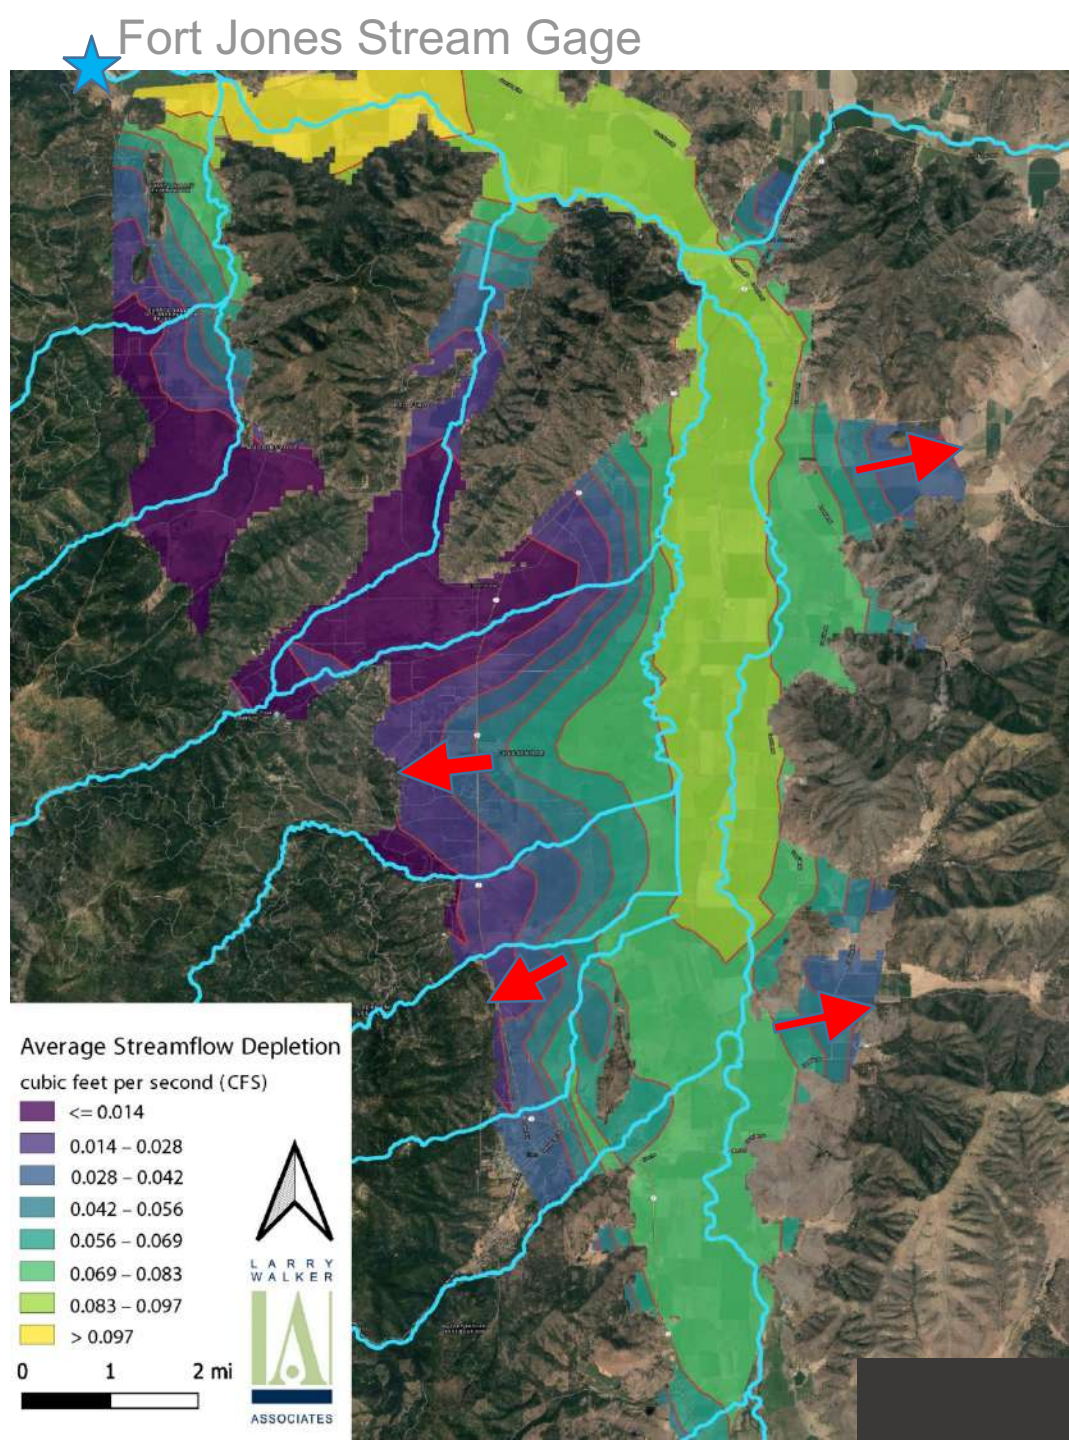 Fort Jones Stream Gage
Average Streamflow Depletion
cubic feet per second (CFS)
<= 0.014
0.014 – 0.028
0.028 – 0.042
0.042 – 0.056
0.056 – 0.069
0.069 – 0.083
0.083 – 0.097
> 0.097
0 1 2 mi
LARRY
WALKER
ASSOCIATES